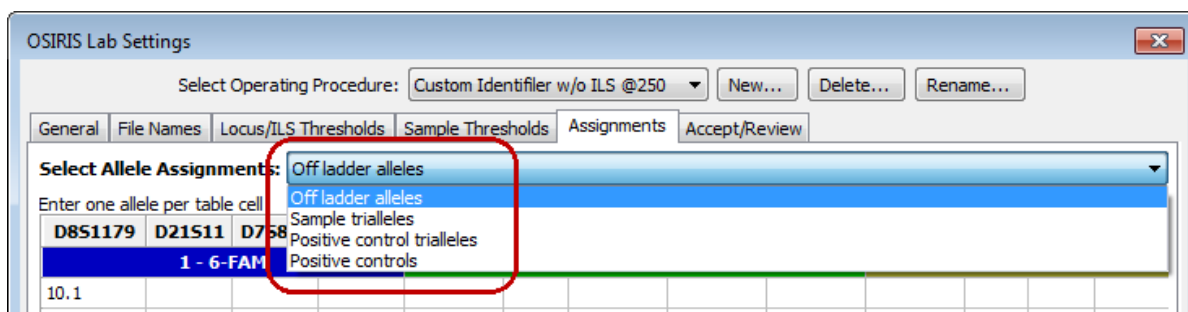 OSIRIS Lab Settings
Select Operating Procedure: Custom Identifiler w/o ILS @250 New... Delete... Rename...
General File Names Locus/ILS Thresholds Sample Thresholds Assignments Accept/Review
Select Allele Assignments: Off ladder alleles
Off ladder alleles
Enter one allele per table cell
Sample trialleles
D8S1179 D21S11 D7S8
Positive control trialleles
1 - 6-FAM
Positive controls
10.1